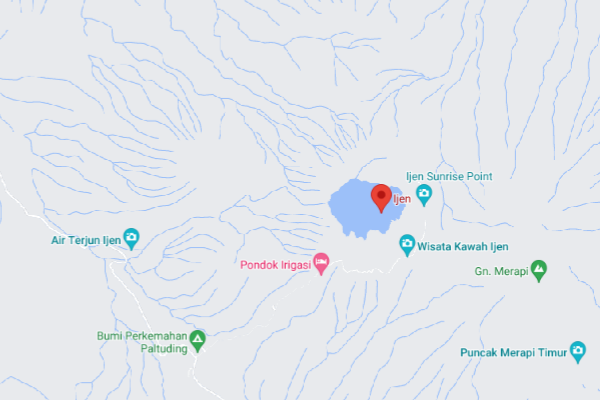 Ijen Sunrise Point
Ijen
Air Terjun Ijen
Wisata Kawah Ijen
Pondok Irigasi
Gn. Merapi
Bumi Perkemahan
Paltuding
Puncak Merapi Timur